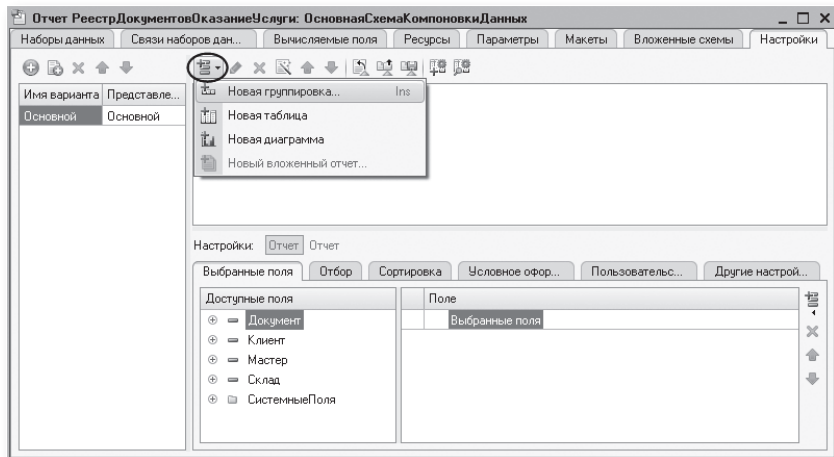 Отчет РеестрДокументовОказаниеУслуги: ОсновнаяСхемаКомпоновкиДанных
Наборы данных Связи наборов дан... Вычисляемые поля Ресурсы Параметры Макеты Вложенные схемы Настройки
Имя варианта Представле...
Основной Основной
Новая группировка... Ins
Новая таблица
Новая диаграмма
Новый вложенный отчет...
Настройки: Отчет Отчет
Выбранные поля Отбор Сортировка Условное офор... Пользовательс... Другие настрой...
Доступные поля Поле
Документ Выбранные поля
Клиент
Мастер
Склад
СистемныеПоля